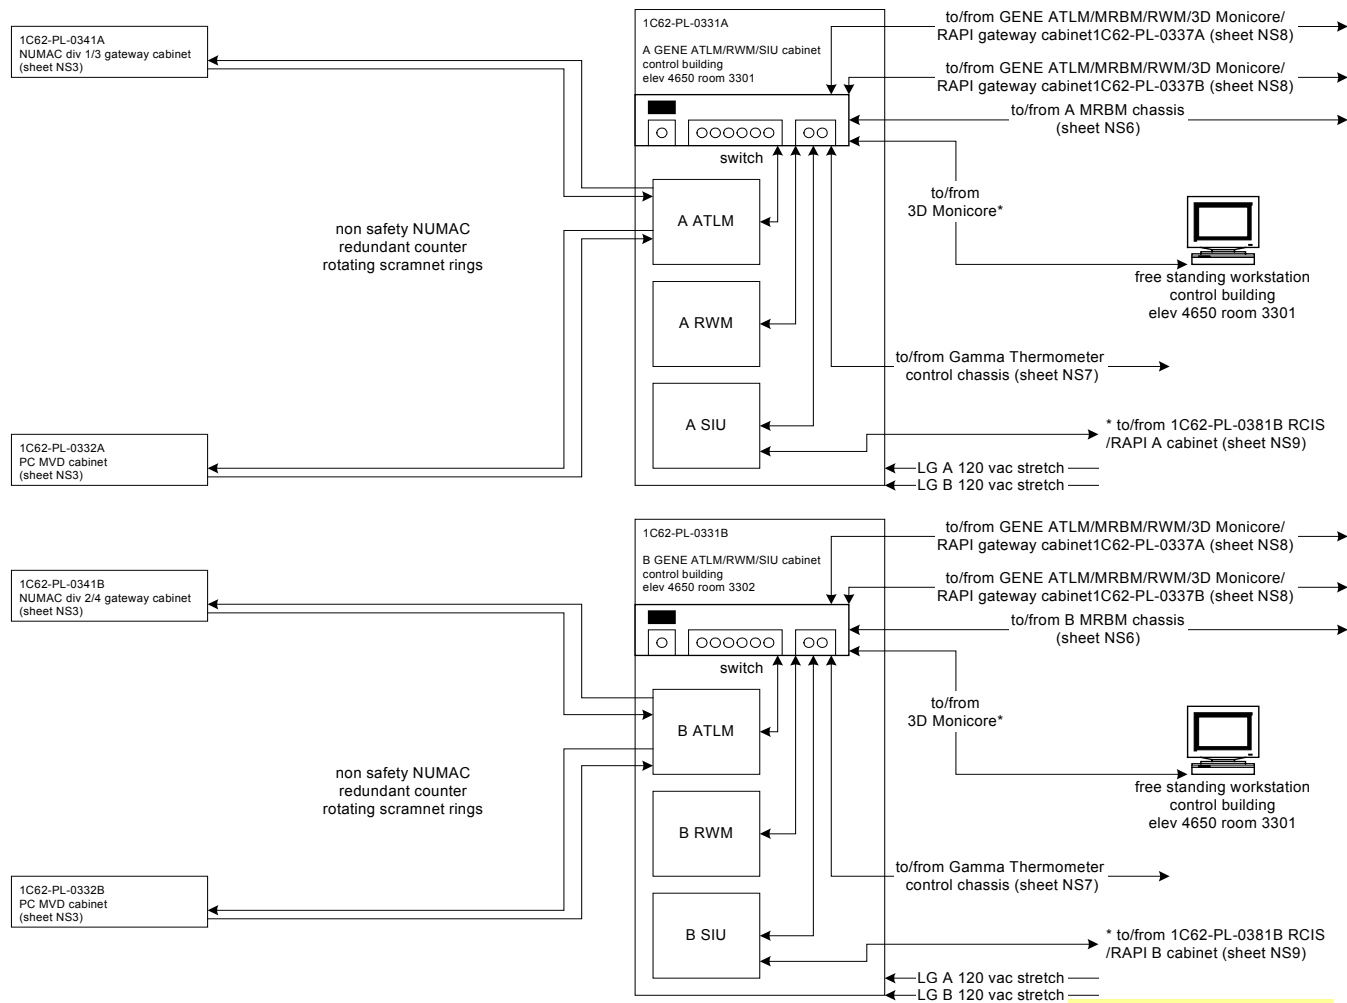 1C62-PL-0341A
NUMAC div 1/3 gateway cabinet
(sheet NS3)
1C62-PL-0331A
A GENE ATLM/RWM/SIU cabinet
control building
elev 4650 room 3301
to/from GENE ATLM/MRBM/RWM/3D Monicore/
RAPI gateway cabinet1C62-PL-0337A (sheet NS8)
to/from GENE ATLM/MRBM/RWM/3D Monicore/
RAPI gateway cabinet1C62-PL-0337B (sheet NS8)
to/from A MRBM chassis
(sheet NS6)
switch
to/from
3D Monicore*
A ATLM
non safety NUMAC
redundant counter
rotating scramnet rings
free standing workstation
control building
elev 4650 room 3301
A RWM
to/from Gamma Thermometer
control chassis (sheet NS7)
A SIU
* to/from 1C62-PL-0381B RCIS
/RAPI A cabinet (sheet NS9)
1C62-PL-0332A
PC MVD cabinet
(sheet NS3)
LG A 120 vac stretch
LG B 120 vac stretch
1C62-PL-0331B
B GENE ATLM/RWM/SIU cabinet
control building
elev 4650 room 3302
to/from GENE ATLM/MRBM/RWM/3D Monicore/
RAPI gateway cabinet1C62-PL-0337A (sheet NS8)
1C62-PL-0341B
NUMAC div 2/4 gateway cabinet
(sheet NS3)
to/from GENE ATLM/MRBM/RWM/3D Monicore/
RAPI gateway cabinet1C62-PL-0337B (sheet NS8)
to/from B MRBM chassis
(sheet NS6)
switch
to/from
3D Monicore*
B ATLM
non safety NUMAC
redundant counter
rotating scramnet rings
free standing workstation
control building
elev 4650 room 3301
B RWM
to/from Gamma Thermometer
control chassis (sheet NS7)
1C62-PL-0332B
PC MVD cabinet
(sheet NS3)
B SIU
* to/from 1C62-PL-0381B RCIS
/RAPI B cabinet (sheet NS9)
LG A 120 vac stretch
LG B 120 vac stretch